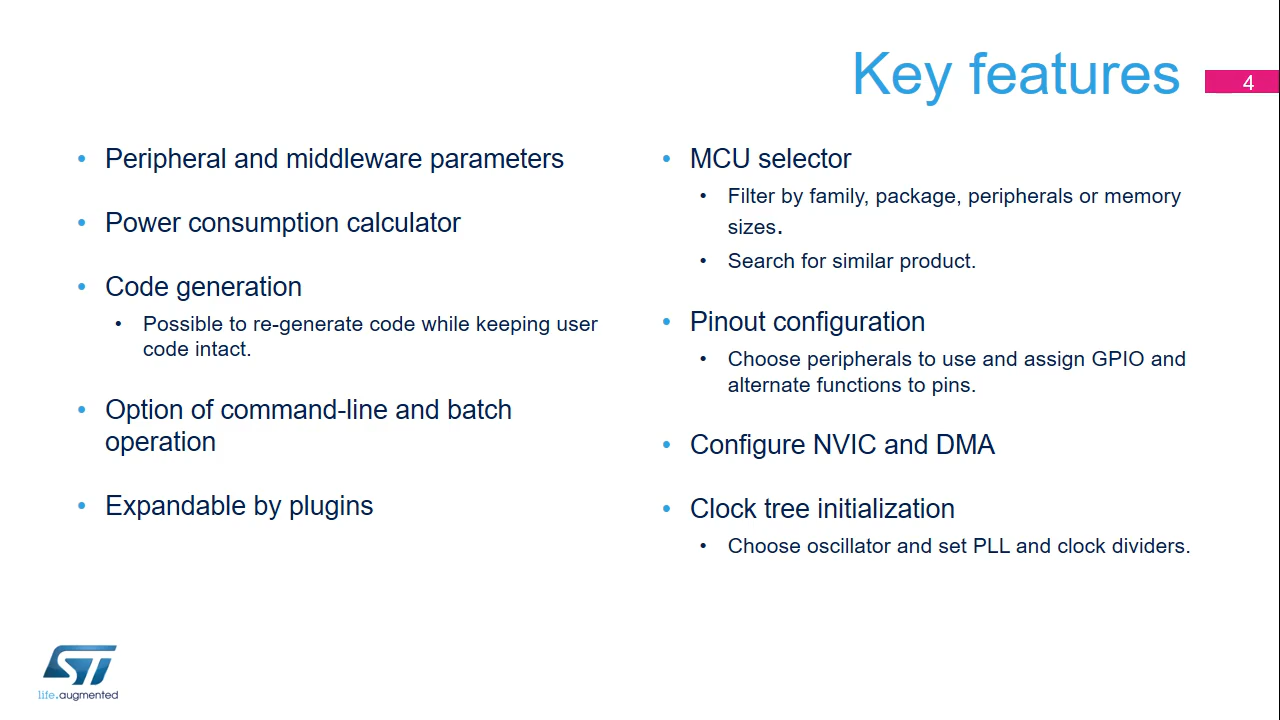 Key features
4
• Peripheral and middleware parameters
• Power consumption calculator
• Code generation
• Possible to re-generate code while keeping user
code intact.
• Option of command-line and batch
operation
• Expandable by plugins
• MCU selector
• Filter by family, package, peripherals or memory
sizes.
• Search for similar product.
• Pinout configuration
• Choose peripherals to use and assign GPIO and
alternate functions to pins.
• Configure NVIC and DMA
• Clock tree initialization
• Choose oscillator and set PLL and clock dividers.
ST
life.augmented